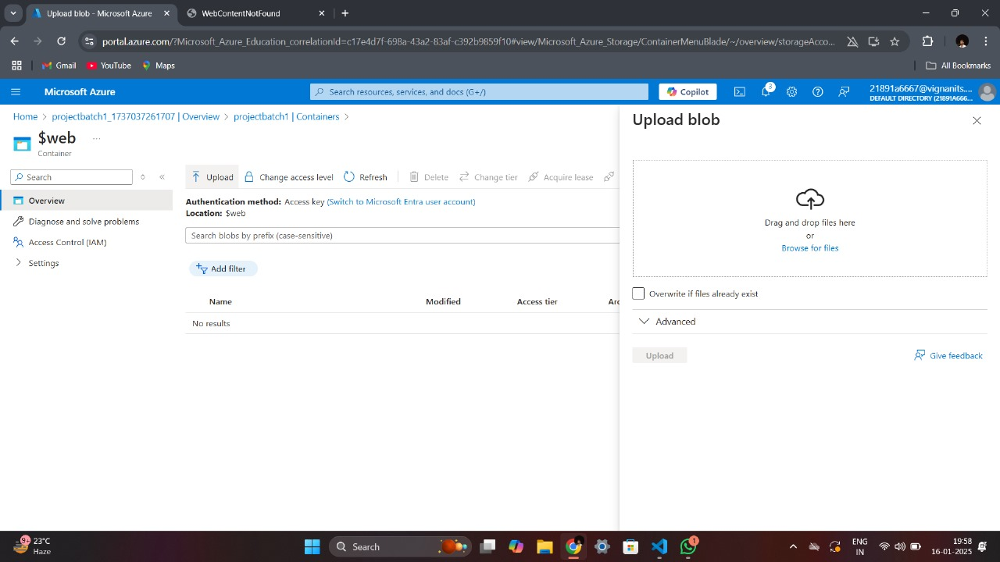 Upload blob - Microsoft Azure
WebContentNotFound
portal.azure.com/?Microsoft_Azure_Education_correlationId=c17e4d7f-698a-43a2-83af-c392b9859f10#view/Microsoft_Azure_Storage/ContainerMenuBlade/~/overview/storageAcco...
Gmail
YouTube
Maps
All Bookmarks
Microsoft Azure
Search resources, services, and docs (G+/)
Copilot
3
21891a6667@vignanits....
DEFAULT DIRECTORY (21891A666...
Home > projectbatch1_1737037261707 | Overview > projectbatch1 | Containers >
$web ...
Container
Search
Overview
Diagnose and solve problems
Access Control (IAM)
Settings
Upload
Change access level
Refresh
Delete
Change tier
Acquire lease
Authentication method: Access key (Switch to Microsoft Entra user account)
Location: $web
Search blobs by prefix (case-sensitive)
Add filter
Name
Modified
Access tier
Arc
No results
Upload blob
Drag and drop files here
or
Browse for files
Overwrite if files already exist
Advanced
Upload
Give feedback
9+
23°C
Haze
Search
1
ENG
IN
19:58
16-01-2025